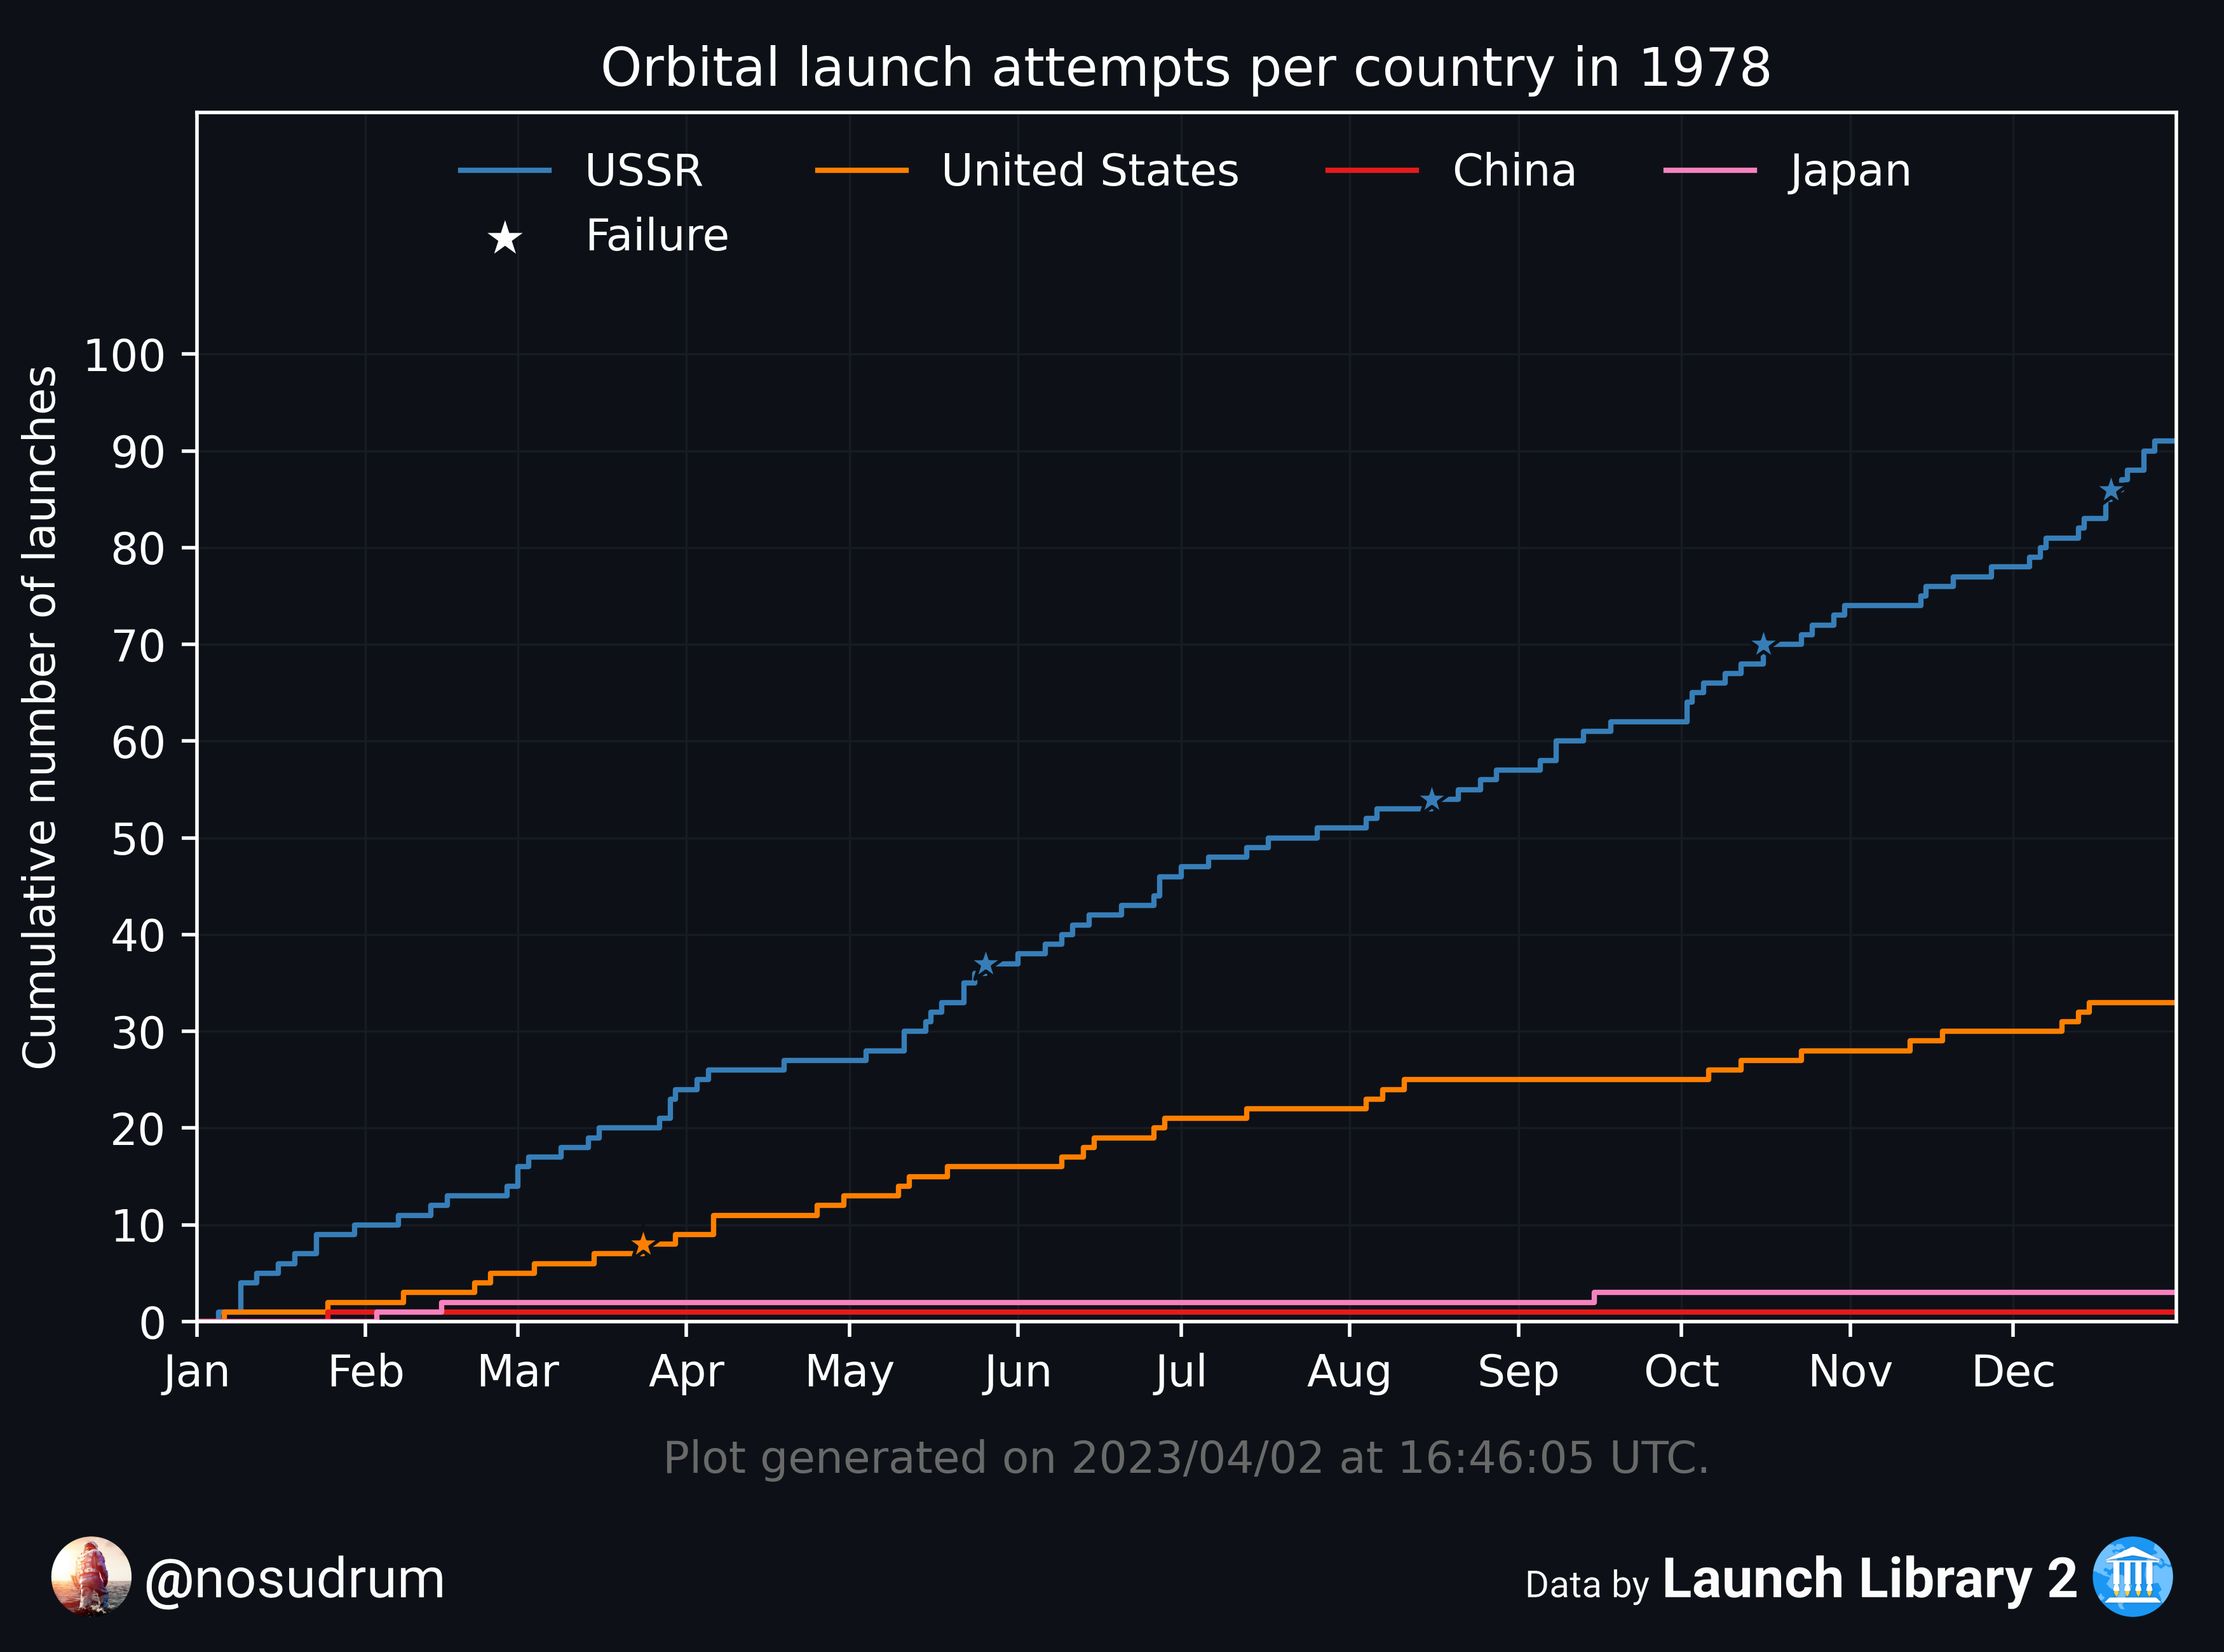 Orbital launch attempts per country in 1978
USSR United States China Japan
Failure
Cumulative number of launches
100
90
80
70
60
50
40
30
20
10
0
Jan Feb Mar Apr May Jun Jul Aug Sep Oct Nov Dec
Plot generated on 2023/04/02 at 16:46:05 UTC.
@nosudrum
Data by Launch Library 2